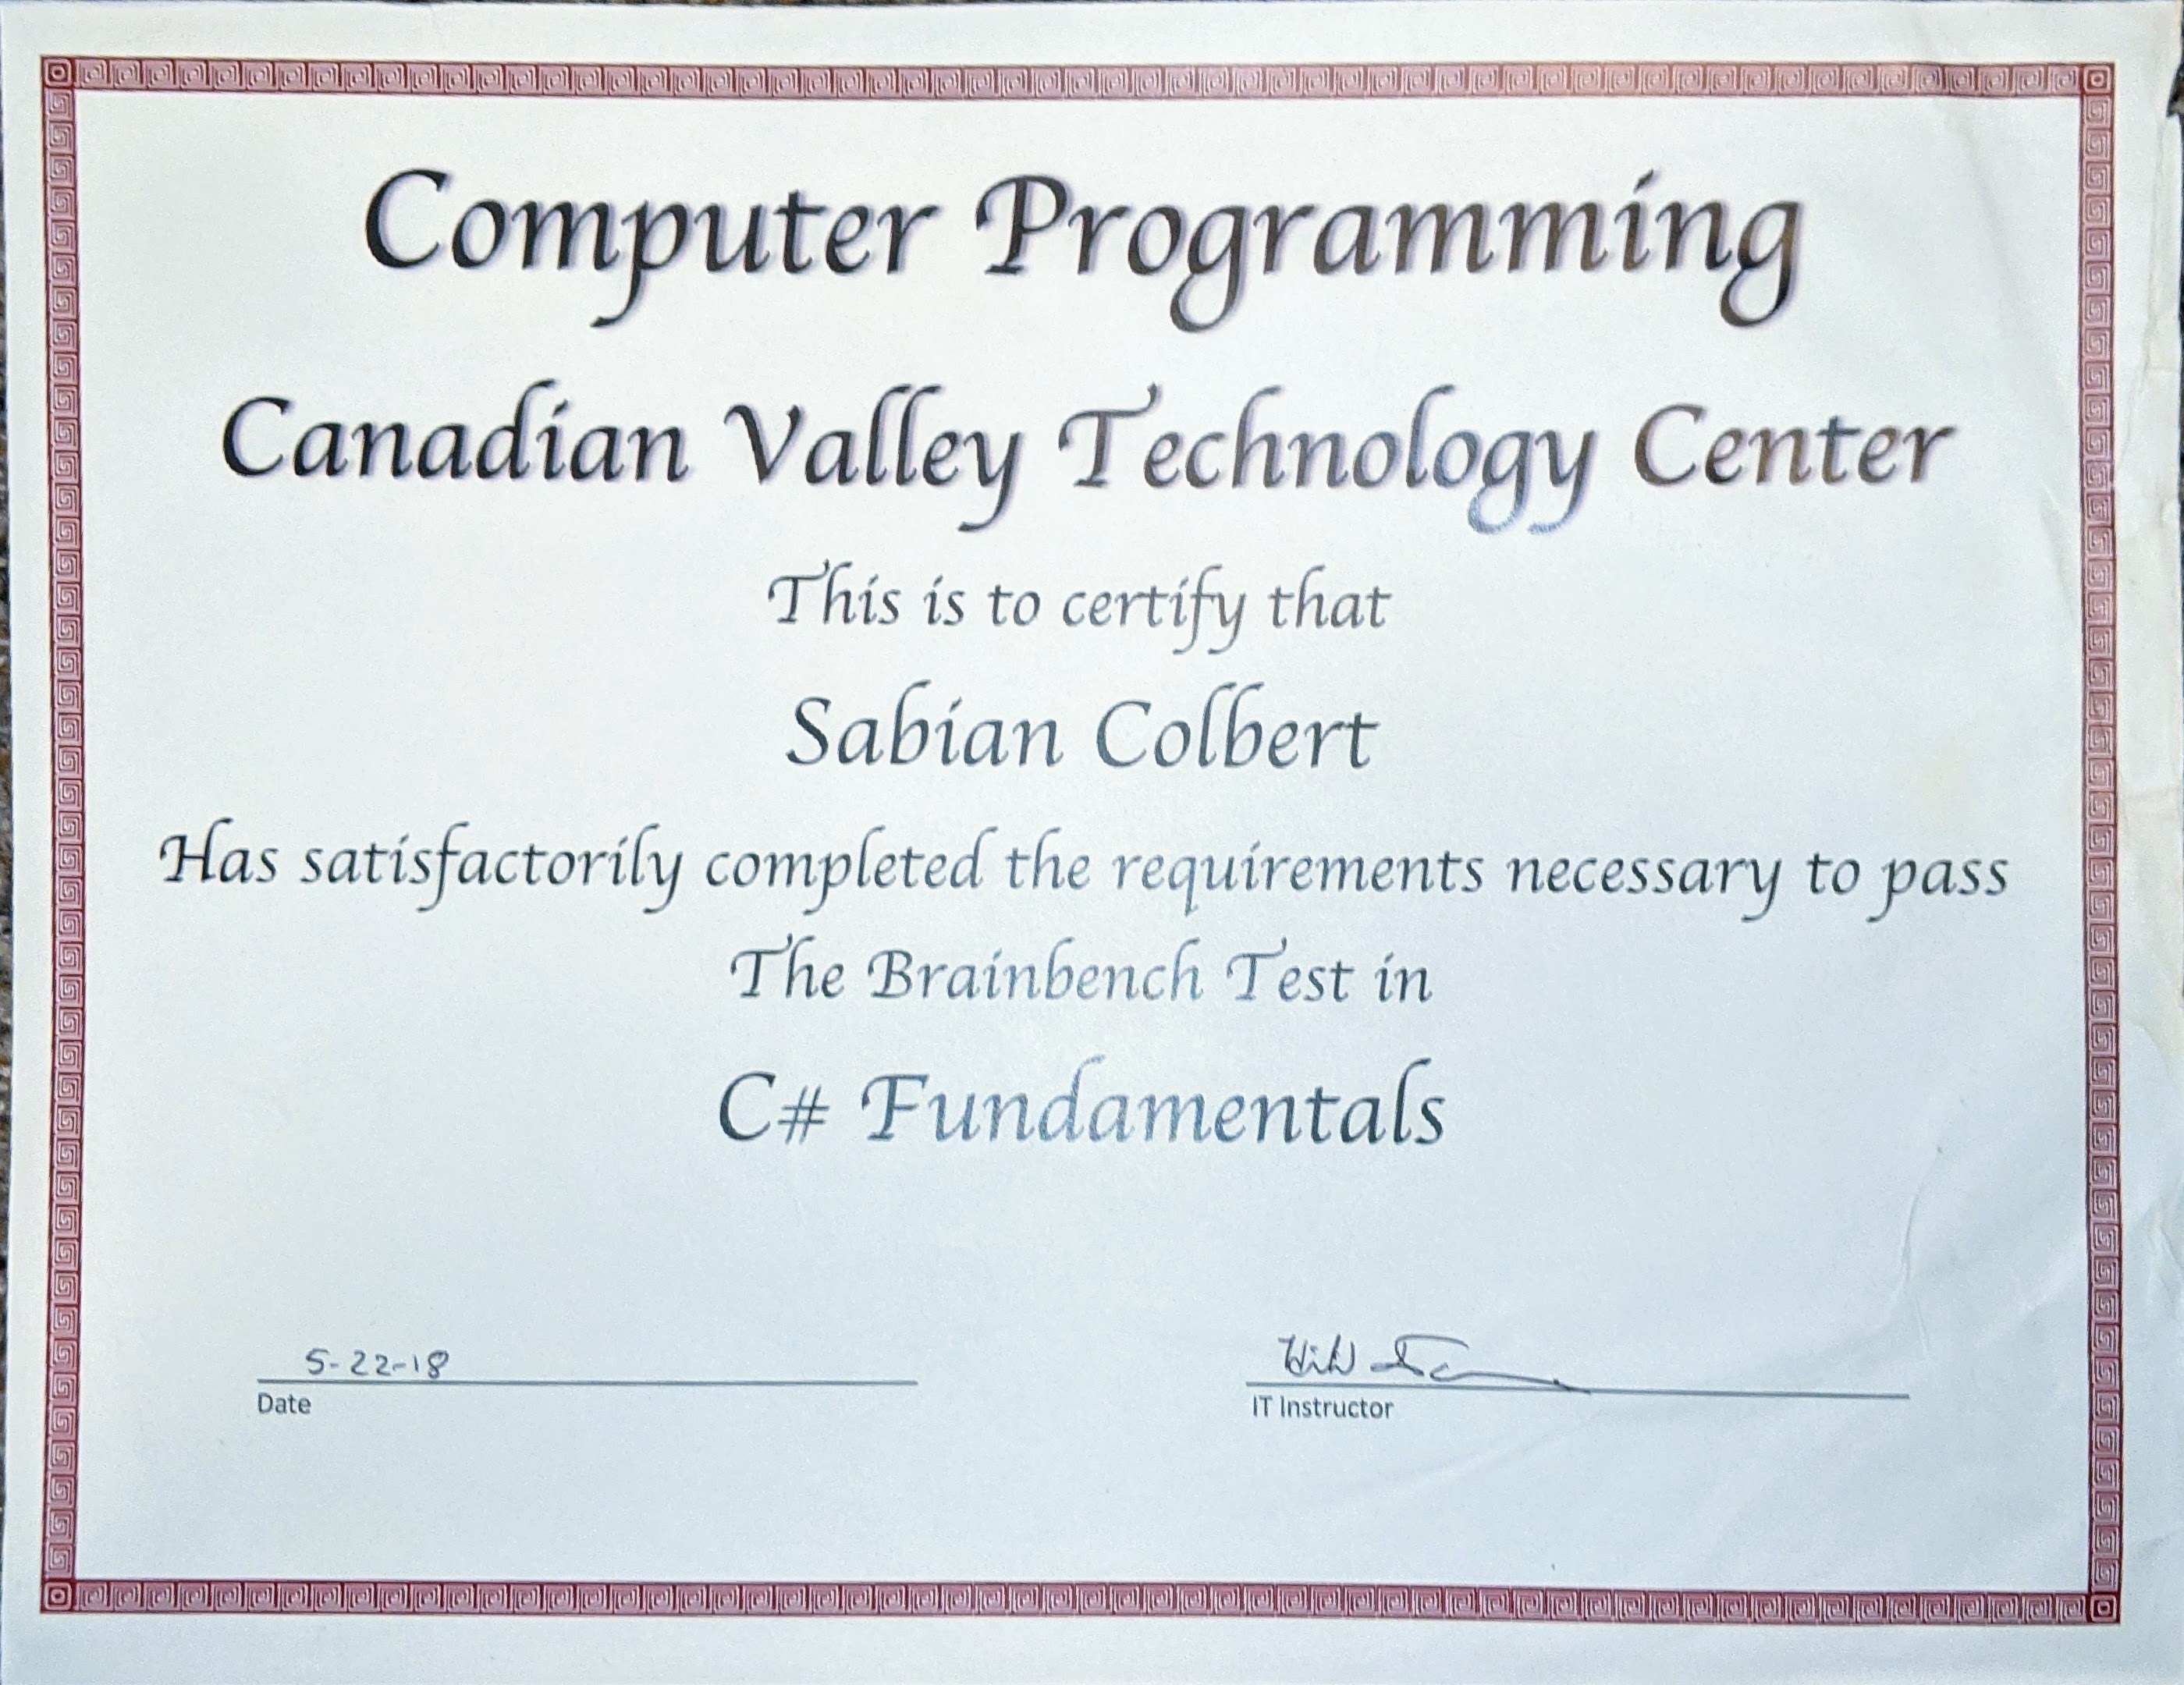 Computer Programming
Canadian Valley Technology Center
This is to certify that
Sabian Colbert
Has satisfactorily completed the requirements necessary to pass
The Brainbench Test in
C# Fundamentals
5-22-18
Date
IT Instructor